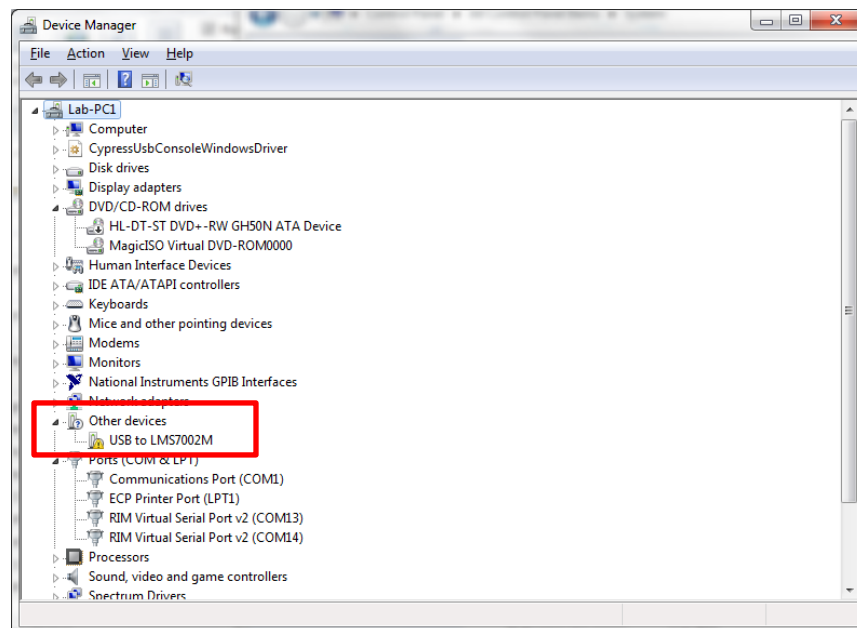 Device Manager
File Action View Help
Lab-PC1
Computer
CypressUsbConsoleWindowsDriver
Disk drives
Display adapters
DVD/CD-ROM drives
HL-DT-ST DVD+-RW GH50N ATA Device
MagicISO Virtual DVD-ROM0000
Human Interface Devices
IDE ATA/ATAPI controllers
Keyboards
Mice and other pointing devices
Modems
Monitors
National Instruments GPIB Interfaces
Network adapters
Other devices
USB to LMS7002M
Ports (COM & LPT)
Communications Port (COM1)
ECP Printer Port (LPT1)
RIM Virtual Serial Port v2 (COM13)
RIM Virtual Serial Port v2 (COM14)
Processors
Sound, video and game controllers
Spectrum Drivers